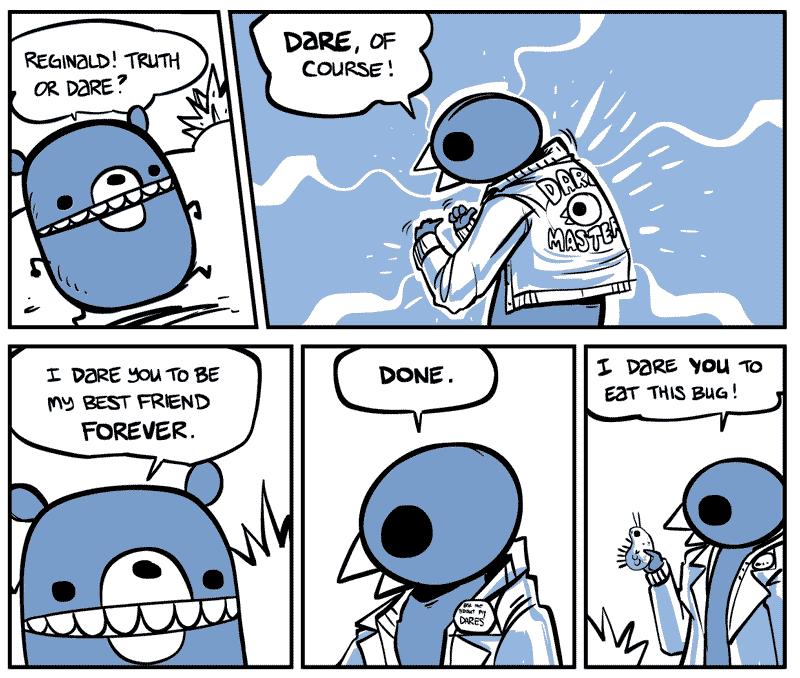 REGINALD! TRUTH
OR DARE?
DARE, OF
COURSE!
DARE
MASTER
I DARE YOU TO BE
MY BEST FRIEND
FOREVER.
DONE.
ASK ME
ABOUT MY
DARES
I DARE YOU TO
EAT THIS BUG!